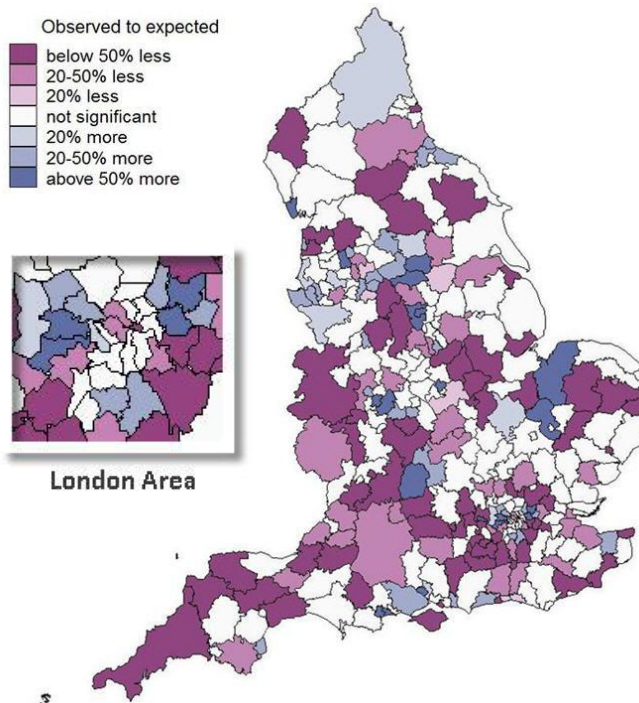 Observed to expected
below 50% less
20-50% less
20% less
not significant
20% more
20-50% more
above 50% more
London Area